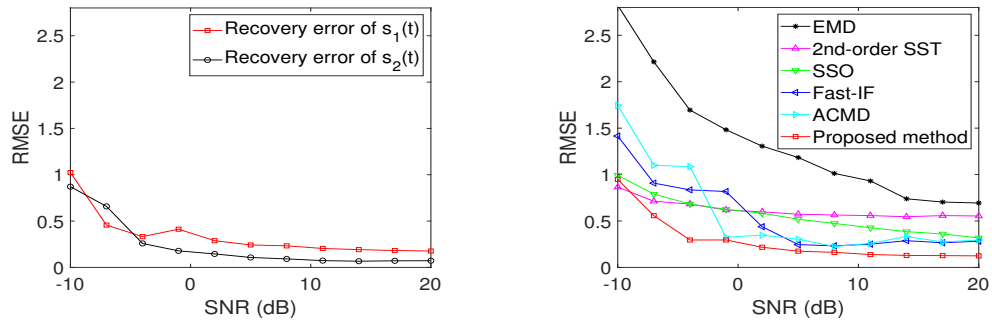 2.5
2
1.5
1
0.5
0
RMSE
-10
0
10
20
SNR (dB)
Recovery error of s₁(t)
Recovery error of s₂(t)
2.5
2
1.5
1
0.5
0
RMSE
-10
0
10
20
SNR (dB)
EMD
2nd-order SST
SSO
Fast-IF
ACMD
Proposed method